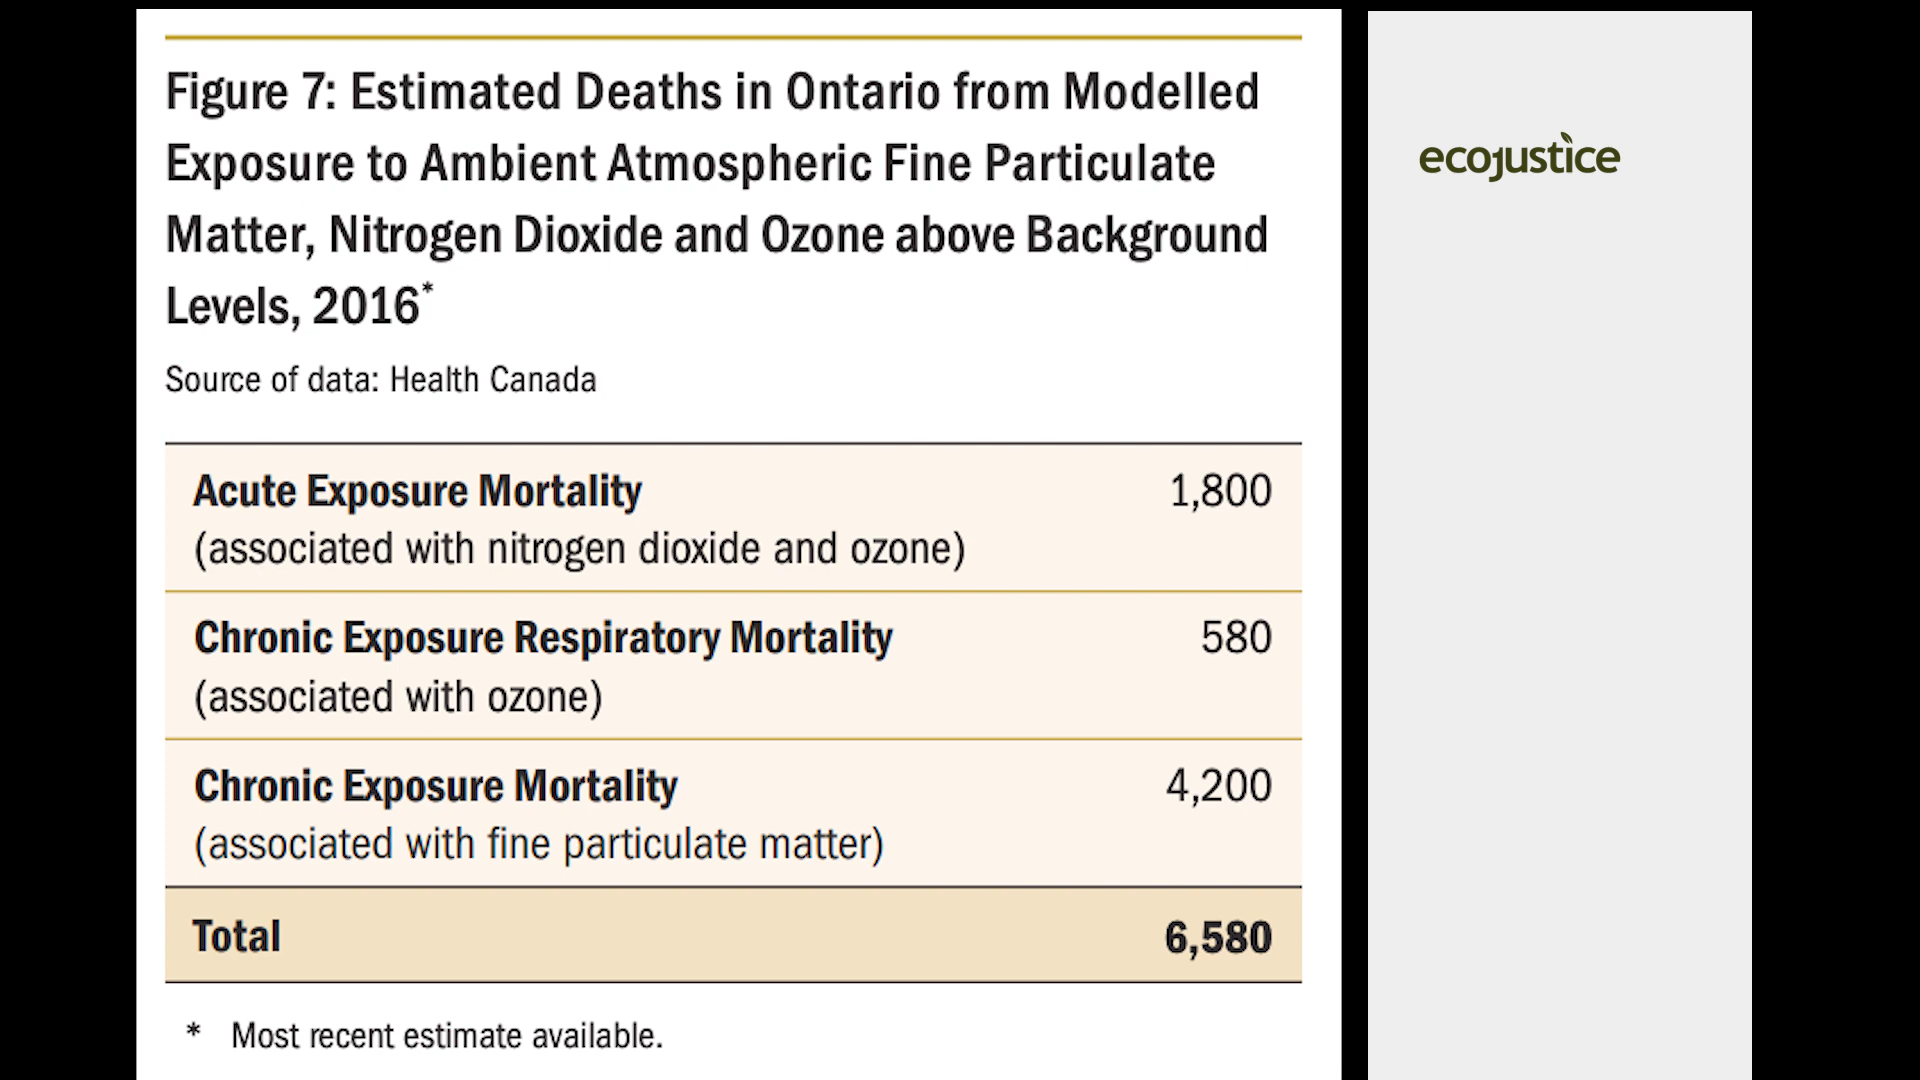 Figure 7: Estimated Deaths in Ontario from Modelled
Exposure to Ambient Atmospheric Fine Particulate
Matter, Nitrogen Dioxide and Ozone above Background
Levels, 2016*
Source of data: Health Canada
Acute Exposure Mortality 1,800
(associated with nitrogen dioxide and ozone)
Chronic Exposure Respiratory Mortality 580
(associated with ozone)
Chronic Exposure Mortality 4,200
(associated with fine particulate matter)
Total 6,580
* Most recent estimate available.
ecojustice